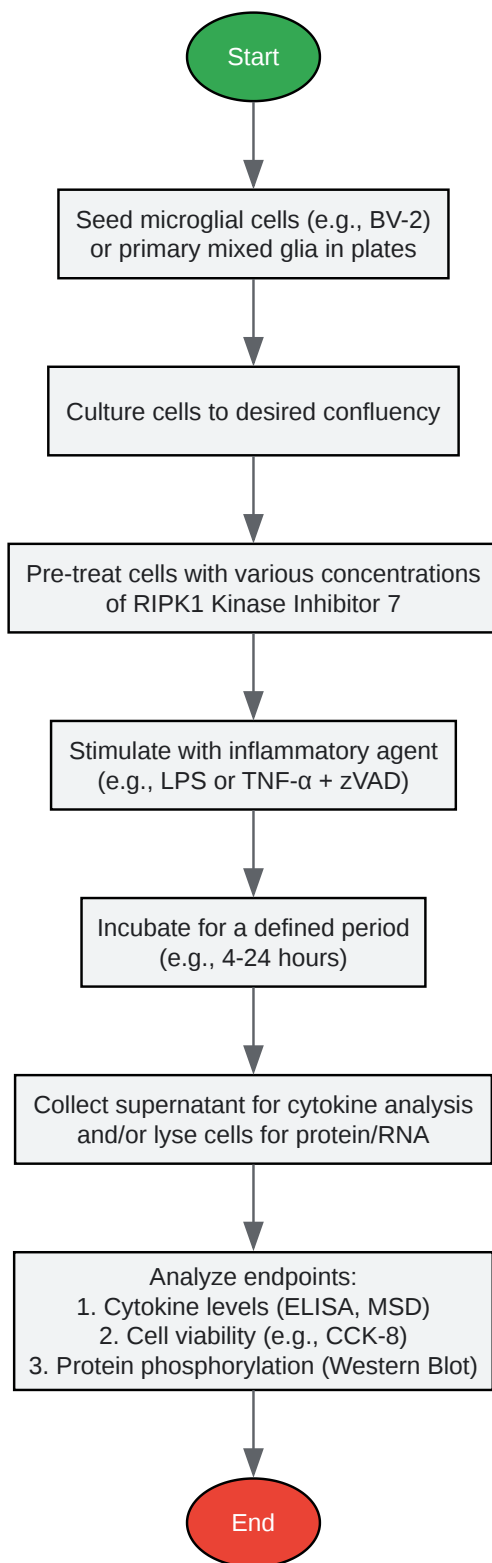 Start
Seed microglial cells (e.g., BV-2)
or primary mixed glia in plates
Culture cells to desired confluency
Pre-treat cells with various concentrations
of RIPK1 Kinase Inhibitor 7
Stimulate with inflammatory agent
(e.g., LPS or TNF-α + zVAD)
Incubate for a defined period
(e.g., 4-24 hours)
Collect supernatant for cytokine analysis
and/or lyse cells for protein/RNA
Analyze endpoints:
1. Cytokine levels (ELISA, MSD)
2. Cell viability (e.g., CCK-8)
3. Protein phosphorylation (Western Blot)
End